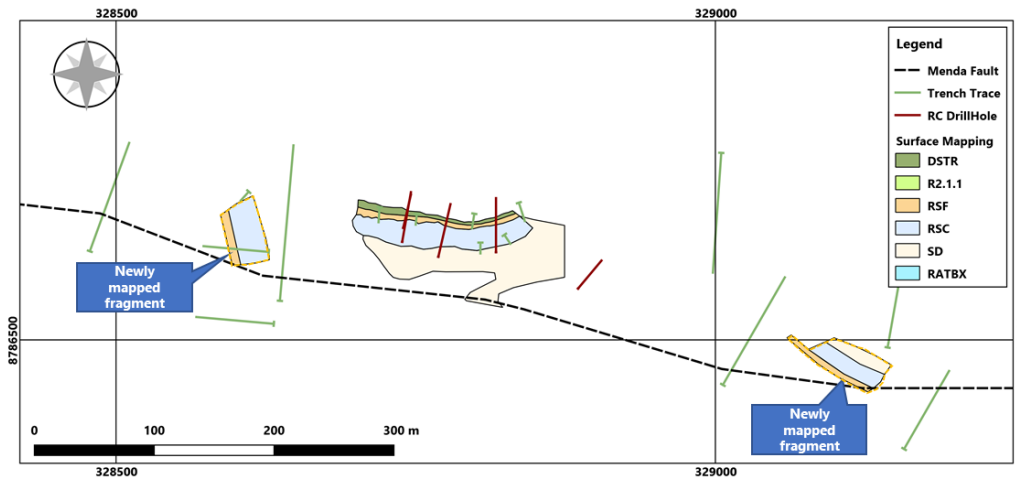 328500
329000
Legend
Menda Fault
Trench Trace
RC DrillHole
Surface Mapping
DSTR
R2.1.1
RSF
RSC
SD
RATBX
Newly
mapped
fragment
8786500
Newly
mapped
fragment
0
100
200
300 m
328500
329000